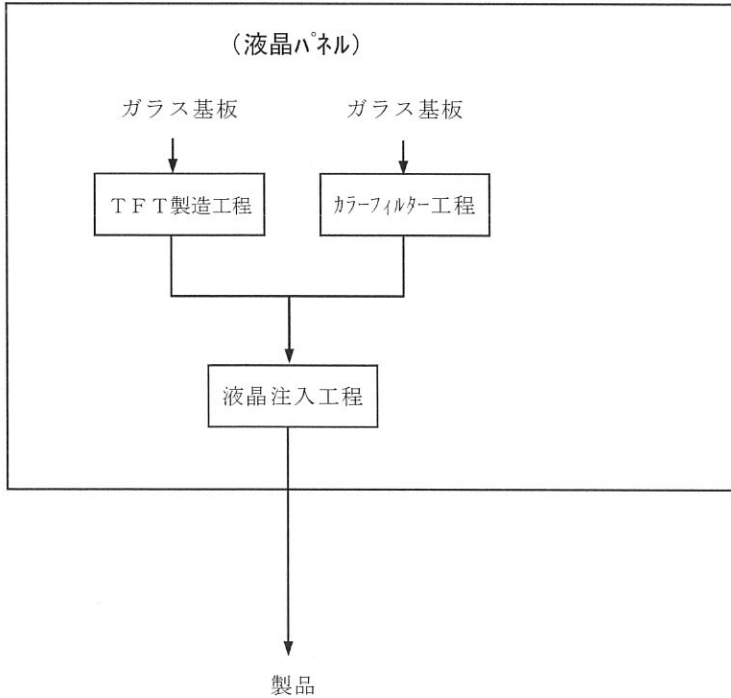 （液晶ﾊﾟﾈﾙ）
ガラス基板
ガラス基板
ＴＦＴ製造工程
ｶﾗｰﾌｨﾙﾀｰ工程
液晶注入工程
製品